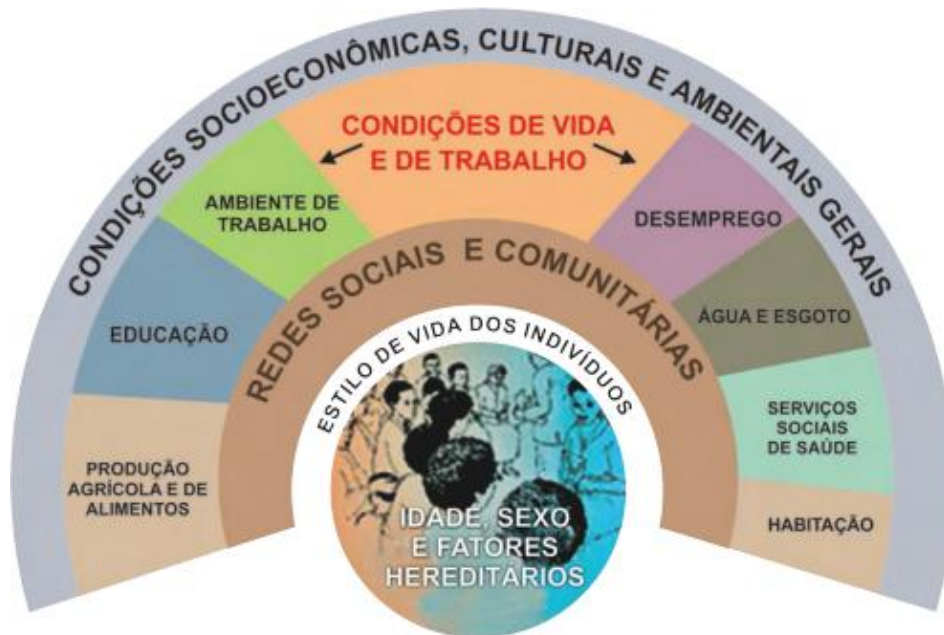 CONDIÇÕES SOCIOECONÔMICAS, CULTURAIS E AMBIENTAIS GERAIS
CONDIÇÕES DE VIDA
E DE TRABALHO
AMBIENTE DE
TRABALHO
DESEMPREGO
EDUCAÇÃO
ÁGUA E ESGOTO
PRODUÇÃO
AGRÍCOLA E DE
ALIMENTOS
SERVIÇOS
SOCIAIS
DE SAÚDE
HABITAÇÃO
REDES SOCIAIS E COMUNITÁRIAS
ESTILO DE VIDA DOS INDIVÍDUOS
IDADE, SEXO
E FATORES
HEREDITÁRIOS